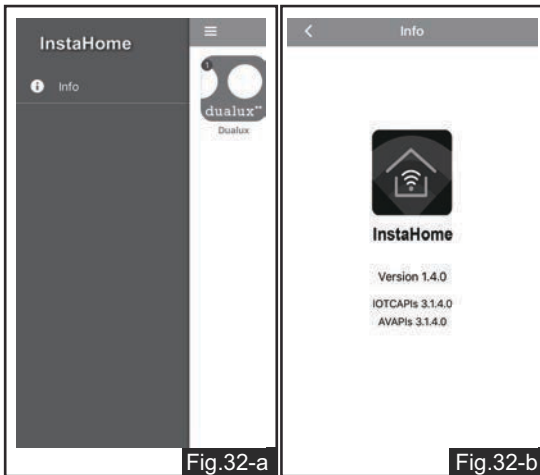 InstaHome
Info
1
dualux
Dualux
Fig.32-a
Info
InstaHome
Version 1.4.0
IOTCAPIs 3.1.4.0
AVAPIs 3.1.4.0
Fig.32-b